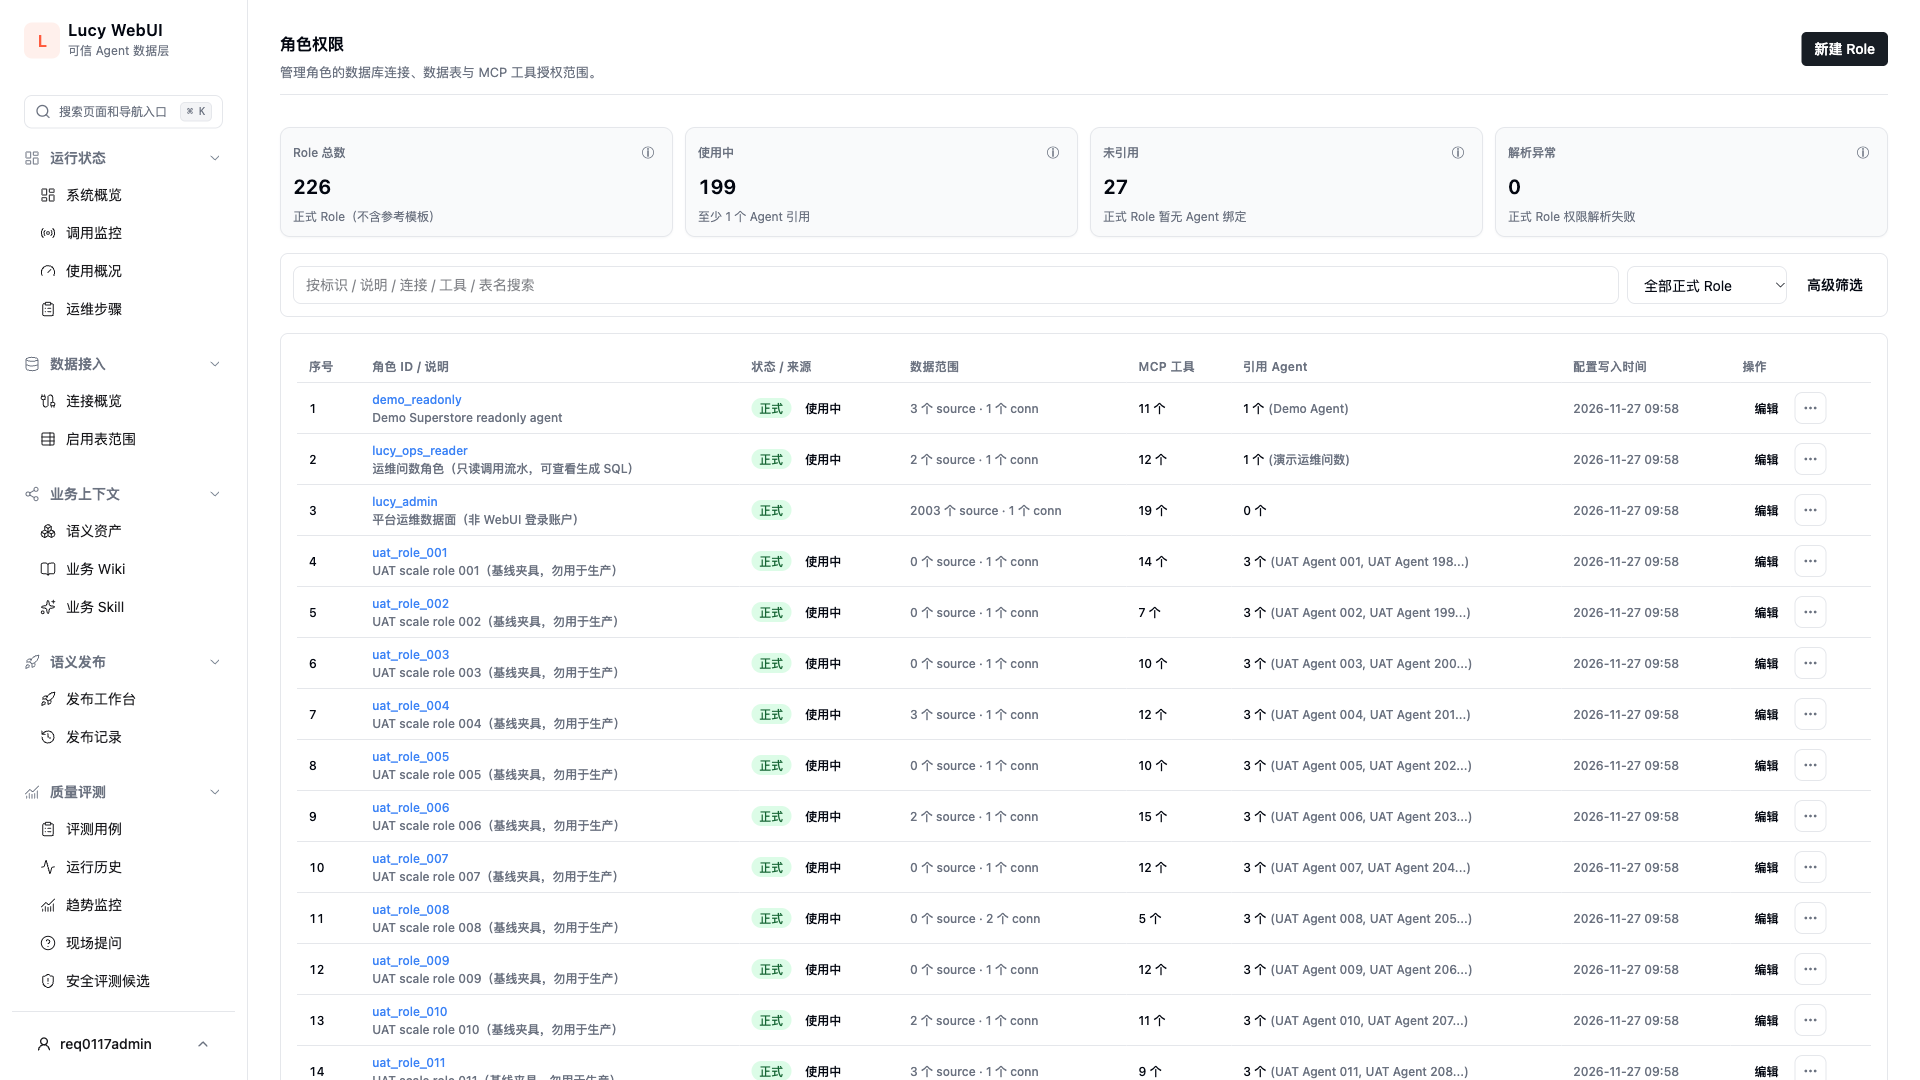 L
Lucy WebUI
可信 Agent 数据层
搜索页面和导航入口 ⌘ K
运行状态
系统概览
调用监控
使用概况
运维步骤
数据接入
连接概览
启用表范围
业务上下文
语义资产
业务 Wiki
业务 Skill
语义发布
发布工作台
发布记录
质量评测
评测用例
运行历史
趋势监控
现场提问
安全评测候选
req0117admin
角色权限
管理角色的数据库连接、数据表与 MCP 工具授权范围。
新建 Role
Role 总数
226
正式 Role（不含参考模板）
使用中
199
至少 1 个 Agent 引用
未引用
27
正式 Role 暂无 Agent 绑定
解析异常
0
正式 Role 权限解析失败
按标识 / 说明 / 连接 / 工具 / 表名搜索
全部正式 Role
高级筛选
序号 角色 ID / 说明 状态 / 来源 数据范围 MCP 工具 引用 Agent 配置写入时间 操作
1 demo_readonly 正式 使用中 3 个 source · 1 个 conn 11 个 1 个 (Demo Agent) 2026-11-27 09:58 编辑 ...
Demo Superstore readonly agent
2 lucy_ops_reader 正式 使用中 2 个 source · 1 个 conn 12 个 1 个 (演示运维问数) 2026-11-27 09:58 编辑 ...
运维问数角色（只读调用流水，可查看生成 SQL）
3 lucy_admin 正式 2003 个 source · 1 个 conn 19 个 0 个 2026-11-27 09:58 编辑 ...
平台运维数据面（非 WebUI 登录账户）
4 uat_role_001 正式 使用中 0 个 source · 1 个 conn 14 个 3 个 (UAT Agent 001, UAT Agent 198...) 2026-11-27 09:58 编辑 ...
UAT scale role 001（基线夹具，勿用于生产）
5 uat_role_002 正式 使用中 0 个 source · 1 个 conn 7 个 3 个 (UAT Agent 002, UAT Agent 199...) 2026-11-27 09:58 编辑 ...
UAT scale role 002（基线夹具，勿用于生产）
6 uat_role_003 正式 使用中 0 个 source · 1 个 conn 10 个 3 个 (UAT Agent 003, UAT Agent 200...) 2026-11-27 09:58 编辑 ...
UAT scale role 003（基线夹具，勿用于生产）
7 uat_role_004 正式 使用中 3 个 source · 1 个 conn 12 个 3 个 (UAT Agent 004, UAT Agent 201...) 2026-11-27 09:58 编辑 ...
UAT scale role 004（基线夹具，勿用于生产）
8 uat_role_005 正式 使用中 0 个 source · 1 个 conn 10 个 3 个 (UAT Agent 005, UAT Agent 202...) 2026-11-27 09:58 编辑 ...
UAT scale role 005（基线夹具，勿用于生产）
9 uat_role_006 正式 使用中 2 个 source · 1 个 conn 15 个 3 个 (UAT Agent 006, UAT Agent 203...) 2026-11-27 09:58 编辑 ...
UAT scale role 006（基线夹具，勿用于生产）
10 uat_role_007 正式 使用中 0 个 source · 1 个 conn 12 个 3 个 (UAT Agent 007, UAT Agent 204...) 2026-11-27 09:58 编辑 ...
UAT scale role 007（基线夹具，勿用于生产）
11 uat_role_008 正式 使用中 0 个 source · 2 个 conn 5 个 3 个 (UAT Agent 008, UAT Agent 205...) 2026-11-27 09:58 编辑 ...
UAT scale role 008（基线夹具，勿用于生产）
12 uat_role_009 正式 使用中 0 个 source · 1 个 conn 12 个 3 个 (UAT Agent 009, UAT Agent 206...) 2026-11-27 09:58 编辑 ...
UAT scale role 009（基线夹具，勿用于生产）
13 uat_role_010 正式 使用中 2 个 source · 1 个 conn 11 个 3 个 (UAT Agent 010, UAT Agent 207...) 2026-11-27 09:58 编辑 ...
UAT scale role 010（基线夹具，勿用于生产）
14 uat_role_011 正式 使用中 3 个 source · 1 个 conn 9 个 3 个 (UAT Agent 011, UAT Agent 208...) 2026-11-27 09:58 编辑 ...
UAT scale role 011（基线夹具，勿用于生产）